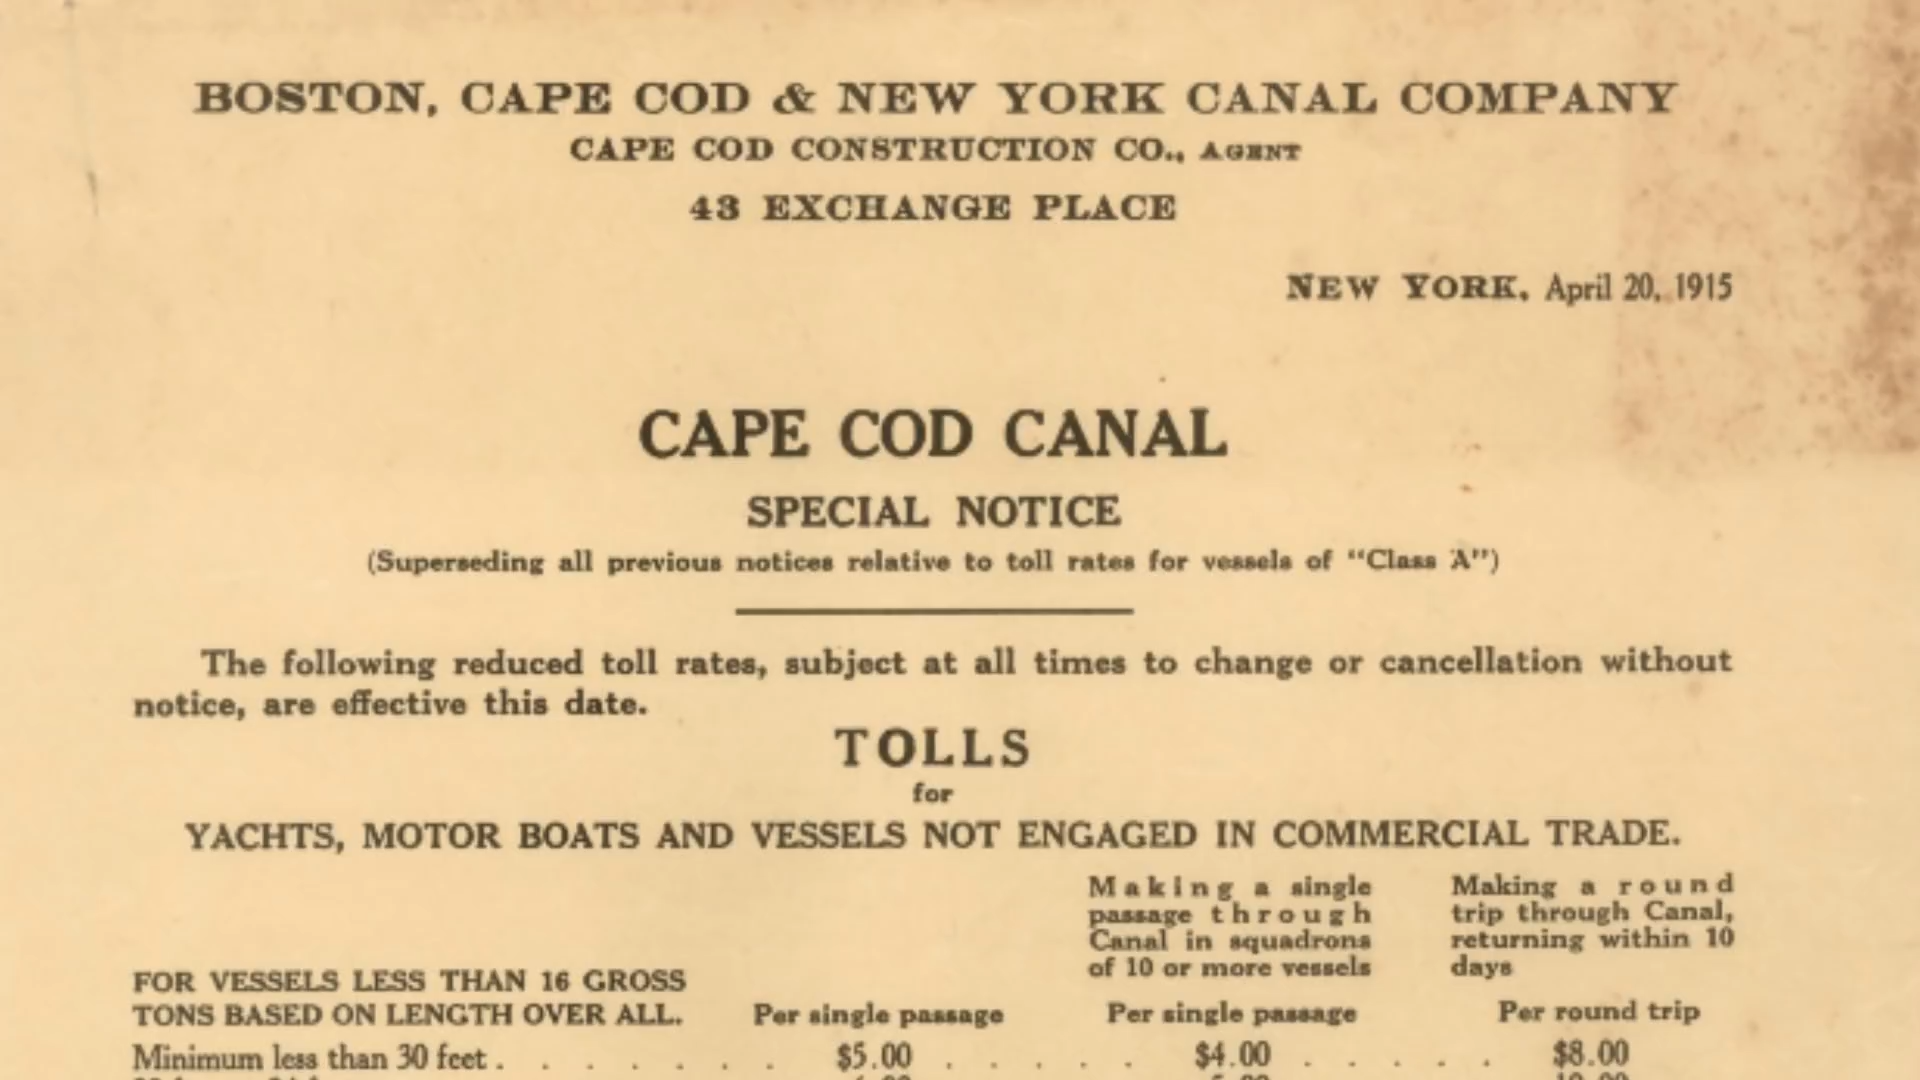 BOSTON, CAPE COD & NEW YORK CANAL COMPANY
CAPE COD CONSTRUCTION CO., AGENT
43 EXCHANGE PLACE
NEW YORK, April 20, 1915
CAPE COD CANAL
SPECIAL NOTICE
(Superseding all previous notices relative to toll rates for vessels of "Class A")
The following reduced toll rates, subject at all times to change or cancellation without
notice, are effective this date.
TOLLS
for
YACHTS, MOTOR BOATS AND VESSELS NOT ENGAGED IN COMMERCIAL TRADE.
Making a single
passage through
Canal in squadrons
of 10 or more vessels
Making a round
trip through Canal,
returning within 10
days
FOR VESSELS LESS THAN 16 GROSS
TONS BASED ON LENGTH OVER ALL. Per single passage Per single passage Per round trip
Minimum less than 30 feet . . . . . . . $5.00 . . . . . $4.00 . . . . . $8.00